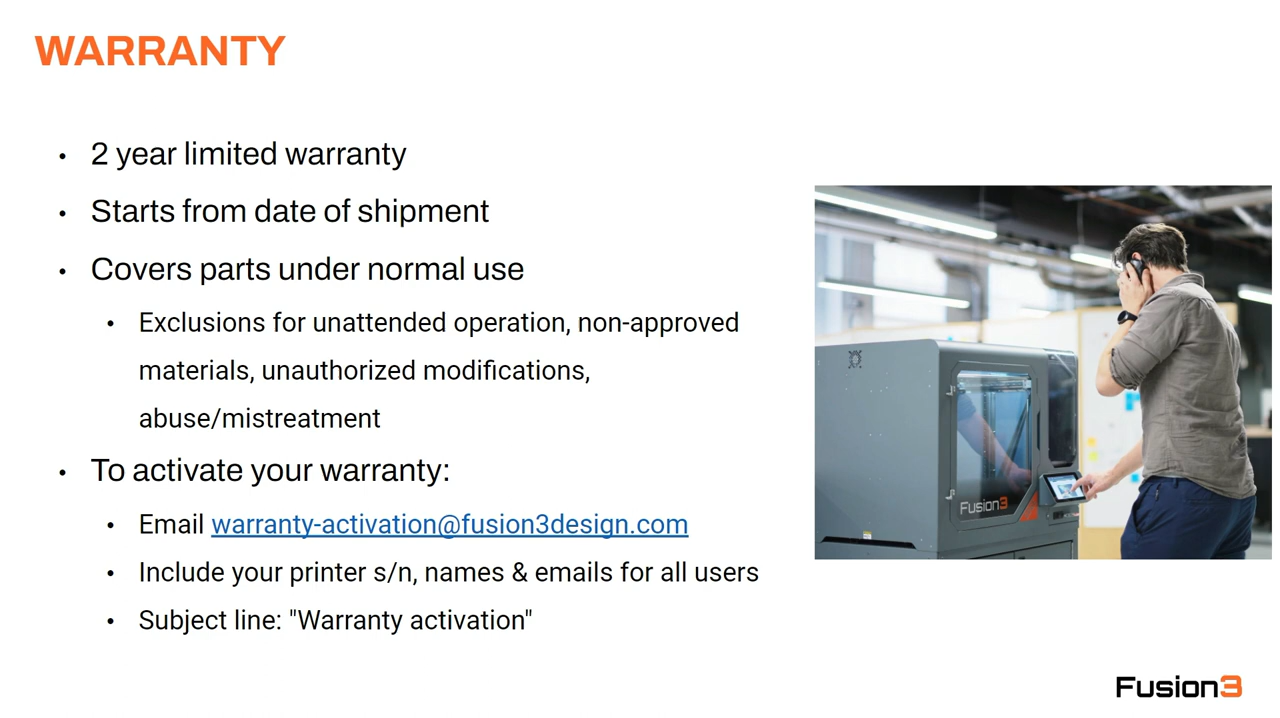 WARRANTY
• 2 year limited warranty
• Starts from date of shipment
• Covers parts under normal use
• Exclusions for unattended operation, non-approved
materials, unauthorized modifications,
abuse/mistreatment
• To activate your warranty:
• Email warranty-activation@fusion3design.com
• Include your printer s/n, names & emails for all users
• Subject line: "Warranty activation"
Fusion3
Fusion3